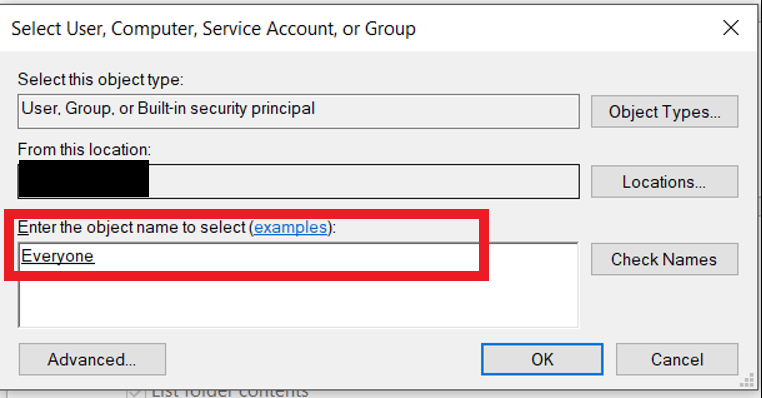 Select User, Computer, Service Account, or Group
Select this object type:
User, Group, or Built-in security principal
Object Types...
From this location:
Locations...
Enter the object name to select (examples):
Everyone
Check Names
Advanced...
OK
Cancel
List folder contents